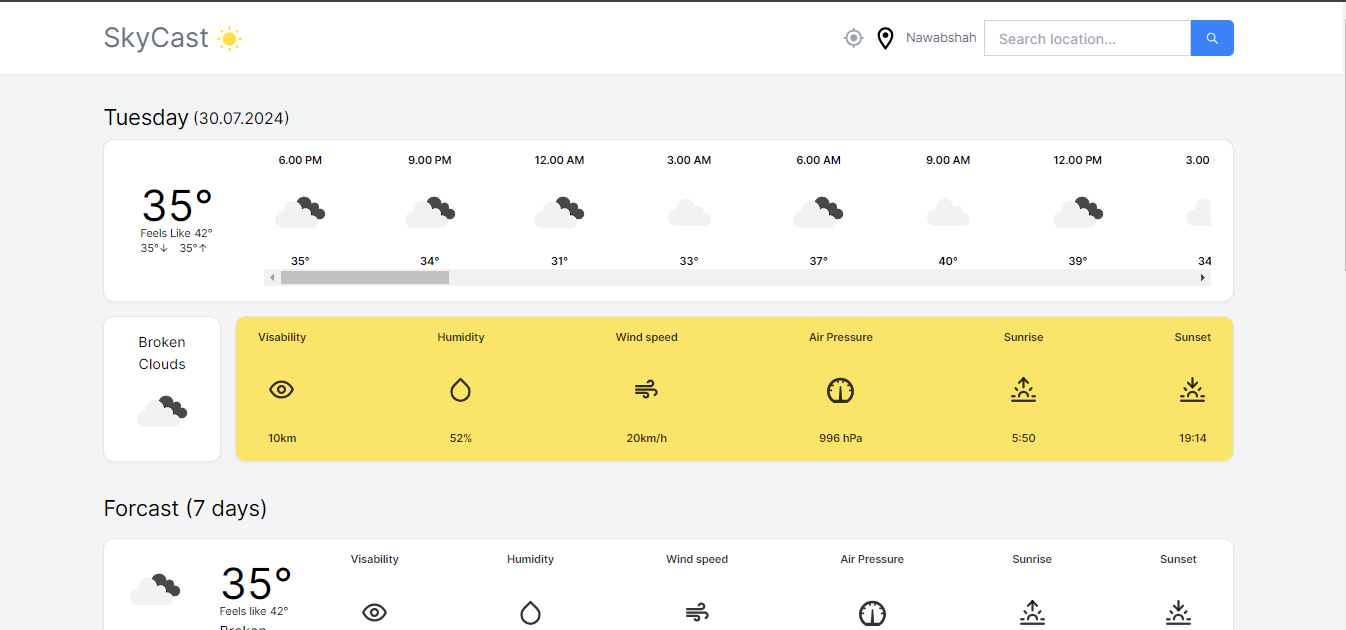 SkyCast
Nawabshah
Search location...
Tuesday (30.07.2024)
6.00 PM 9.00 PM 12.00 AM 3.00 AM 6.00 AM 9.00 AM 12.00 PM 3.00
35°
Feels Like 42°
35°↓ 35°↑
35° 34° 31° 33° 37° 40° 39° 34
Broken
Clouds
Visability Humidity Wind speed Air Pressure Sunrise Sunset
10km 52% 20km/h 996 hPa 5:50 19:14
Forcast (7 days)
Visability Humidity Wind speed Air Pressure Sunrise Sunset
35°
Feels like 42°
Broken